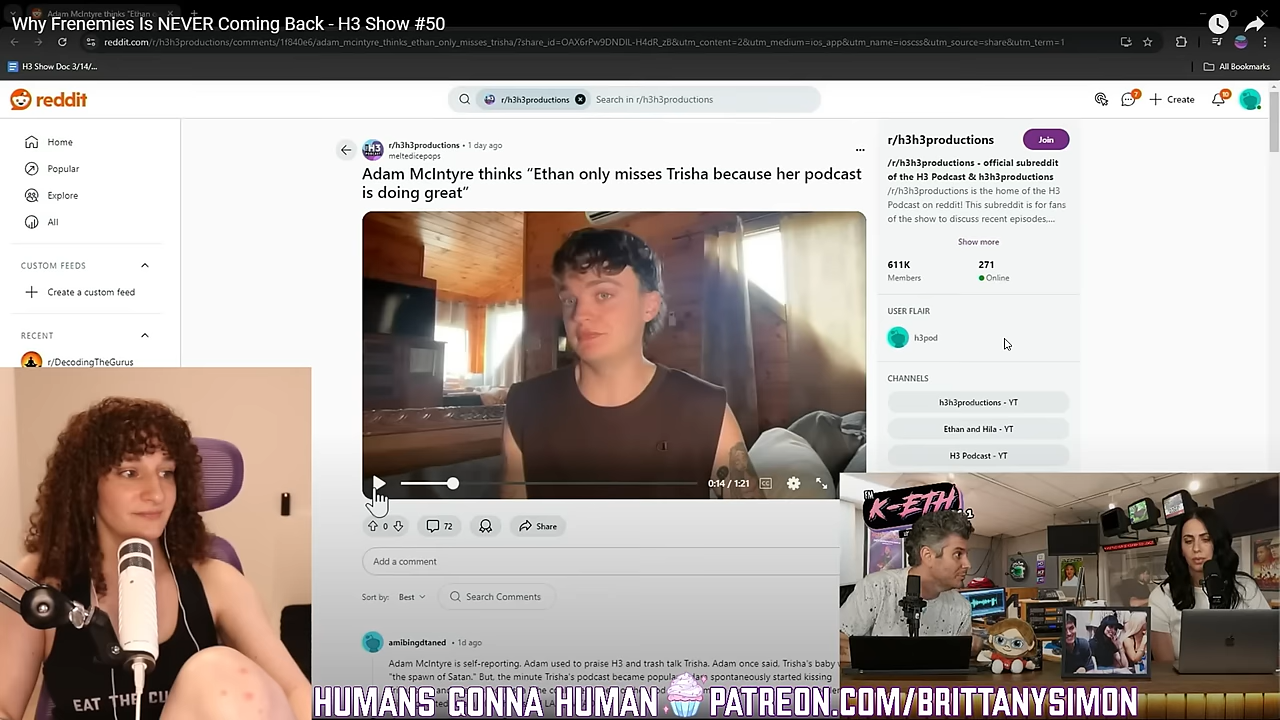 Why Frenemies Is NEVER Coming Back - H3 Show #50
reddit.com/r/h3h3productions/comments/1f840e6/adam_mcintyre_thinks_ethan_only_misses_trisha/?share_id=OAX6rPw9DNDIL-H4dR_zB&utm_content=2&utm_medium=ios_app&utm_name=ioscss&utm_source=share&utm_term=1
H3 Show Doc 3/14/...
All Bookmarks
reddit
r/h3h3productions
Search in r/h3h3productions
7
Create
10
Home
Popular
Explore
All
CUSTOM FEEDS
Create a custom feed
RECENT
r/DecodingTheGurus
r/h3h3productions • 1 day ago
meltedicepops
Adam McIntyre thinks “Ethan only misses Trisha because her podcast
is doing great“
0:14 / 1:21
CC
0
72
Share
Add a comment
Sort by:
Best
Search Comments
amibingdtaned • 1d ago
Adam McIntyre is self-reporting. Adam used to praise H3 and trash talk Trisha. Adam once said. Trisha's baby
"the spawn of Satan." But, the minute Trisha's podcast became
spontaneously started kissing
r/h3h3productions
Join
/r/h3h3productions - official subreddit
of the H3 Podcast & h3h3productions
/r/h3h3productions is the home of the H3
Podcast on reddit! This subreddit is for
fans of the show to discuss recent episodes,...
Show more
611K
271
Members
Online
USER FLAIR
h3pod
CHANNELS
h3h3productions - YT
Ethan and Hila - YT
H3 Podcast - YT
K-ETH
EAT THE
HUMANS GONNA HUMAN PATREON.COM/BRITTANYSIMON